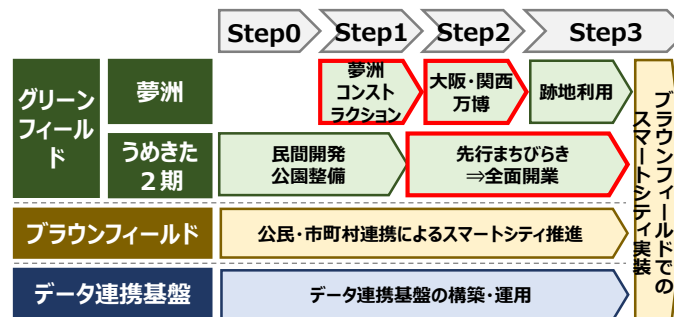 Step0
Step1
Step2
Step3
グリーン
フィール
ド
夢洲
夢洲
コンスト
ラクション
大阪・関西
万博
跡地利用
うめきた
２期
民間開発
公園整備
先行まちびらき
⇒全面開業
ブラウンフィールド
公民・市町村連携によるスマートシティ推進
データ連携基盤
データ連携基盤の構築・運用
ブラウンフィールドでの
スマートシティ実装